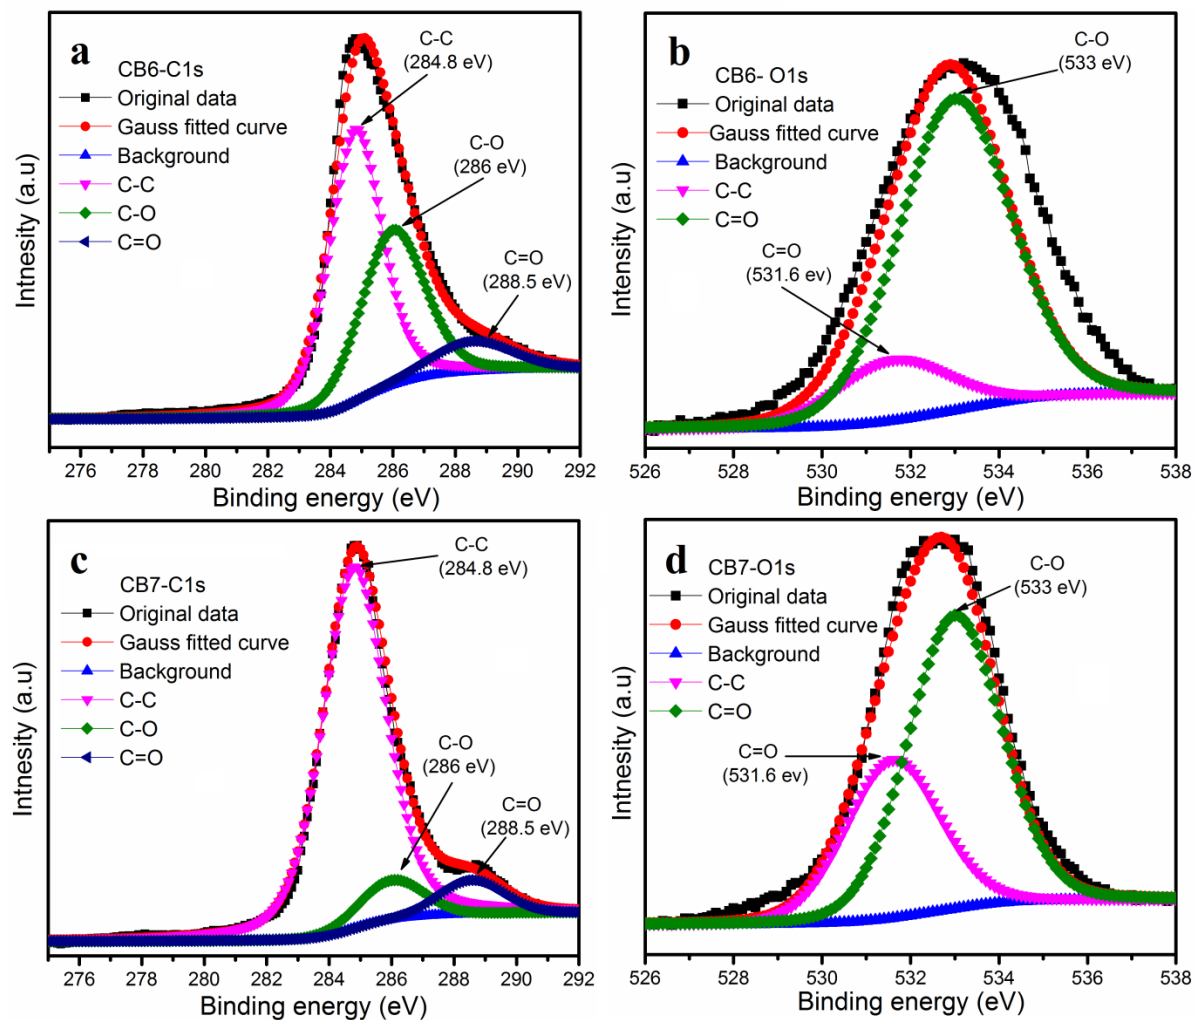 a
CB6-C1s
Original data
Gauss fitted curve
Background
C-C
C-O
C=O
C-C
(284.8 eV)
C-O
(286 eV)
C=O
(288.5 eV)
Intnesity (a.u)
276 278 280 282 284 286 288 290 292
Binding energy (eV)
b
CB6- O1s
Original data
Gauss fitted curve
Background
C-C
C=O
C-O
(533 eV)
C=O
(531.6 ev)
Intensity (a.u)
526 528 530 532 534 536 538
Binding energy (eV)
c
CB7-C1s
Original data
Gauss fitted curve
Background
C-C
C-O
C=O
C-C
(284.8 eV)
C-O
(286 eV)
C=O
(288.5 eV)
Intnesity (a.u)
276 278 280 282 284 286 288 290 292
Binding energy (eV)
d
CB7-O1s
Original data
Gauss fitted curve
Background
C-C
C=O
C-O
(533 eV)
C=O
(531.6 ev)
Intnesity (a.u)
526 528 530 532 534 536 538
Binding energy (eV)